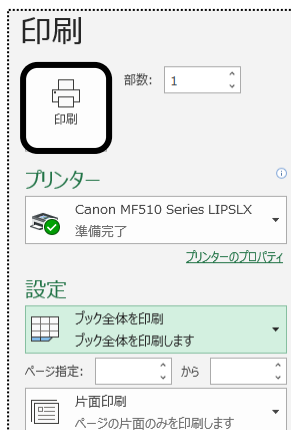 印刷
部数: 1
印刷
プリンター
Canon MF510 Series LIPSLX
準備完了
プリンターのプロパティ
設定
ブック全体を印刷
ブック全体を印刷します
ページ指定: から
片面印刷
ページの片面のみを印刷します